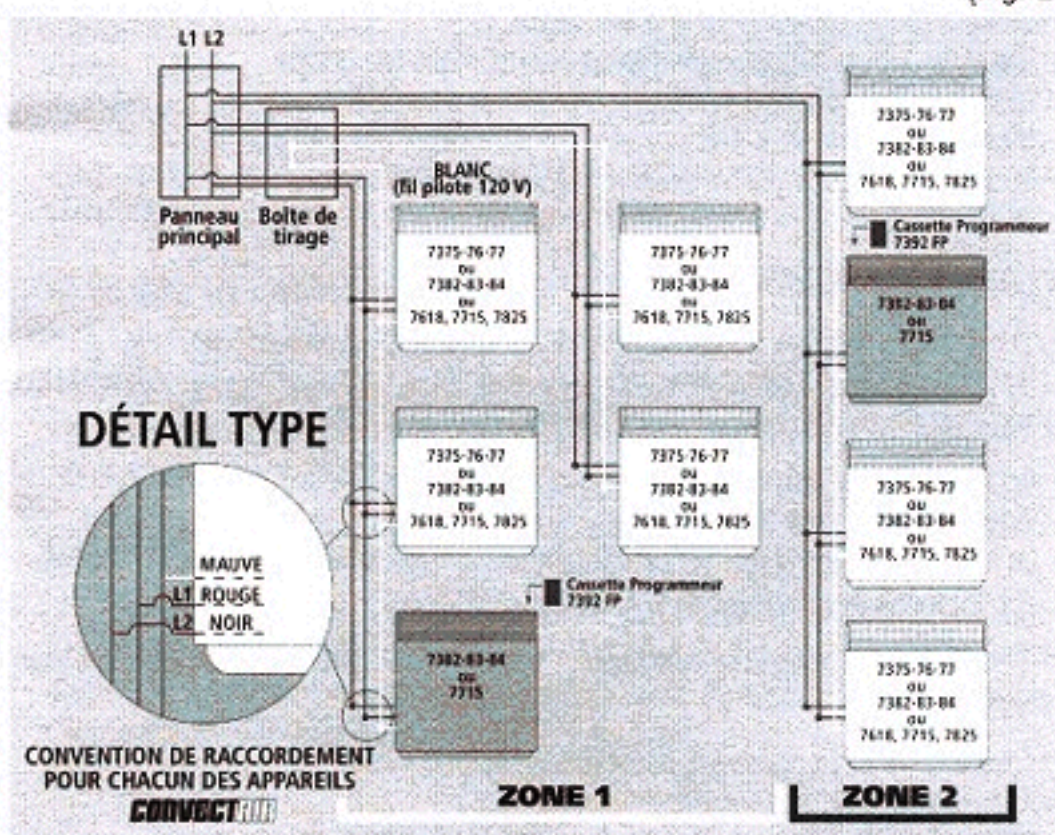 L1 L2
Panneau
principal
Boîte de
tirage
BLANC
(fil pilote 120 V)
7375-76-77
ou
7382-83-84
ou
7618, 7715, 7825
7375-76-77
ou
7382-83-84
ou
7618, 7715, 7825
7375-76-77
ou
7382-83-84
ou
7618, 7715, 7825
Cassette Programmeur
7392 FP
7382-83-84
ou
7715
DÉTAIL TYPE
7375-76-77
ou
7382-83-84
ou
7618, 7715, 7825
7375-76-77
ou
7382-83-84
ou
7618, 7715, 7825
7375-76-77
ou
7382-83-84
ou
7618, 7715, 7825
MAUVE
L1 ROUGE
L2 NOIR
Cassette Programmeur
7392 FP
7382-83-84
ou
7715
7375-76-77
ou
7382-83-84
ou
7618, 7715, 7825
CONVENTION DE RACCORDEMENT
POUR CHACUN DES APPAREILS
CONVECTAIR
ZONE 1
ZONE 2